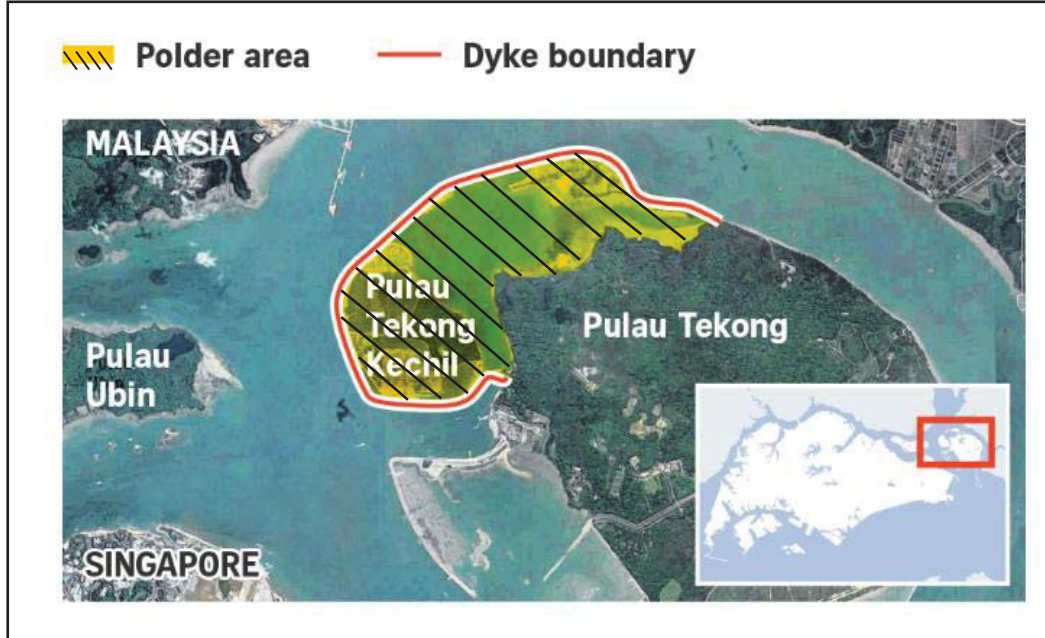 Polder area
Dyke boundary
MALAYSIA
Pulau
Tekong
Kechil
Pulau Tekong
Pulau
Ubin
SINGAPORE